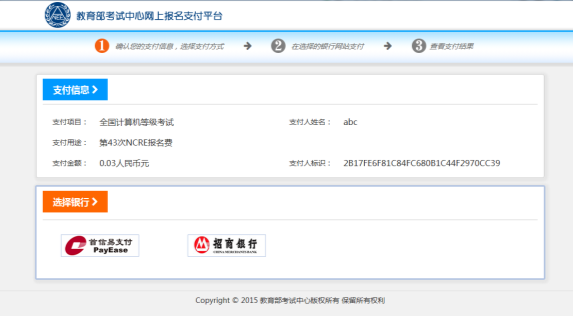 教育部考试中心网上报名支付平台
1 确认您的支付信息,选择支付方式 → 2 在选择的银行网站支付 → 3 查看支付结果
支付信息 >
支付项目: 全国计算机等级考试 支付人姓名: abc
支付用途: 第43次NCRE报名费
支付金额: 0.03人民币元 支付人标识: 2B17FE6F81C84FC680B1C44F2970CC39
选择银行 >
首信易支付 招商银行
PayEase CHINA MERCHANTS BANK
Copyright © 2015 教育部考试中心版权所有 保留所有权利